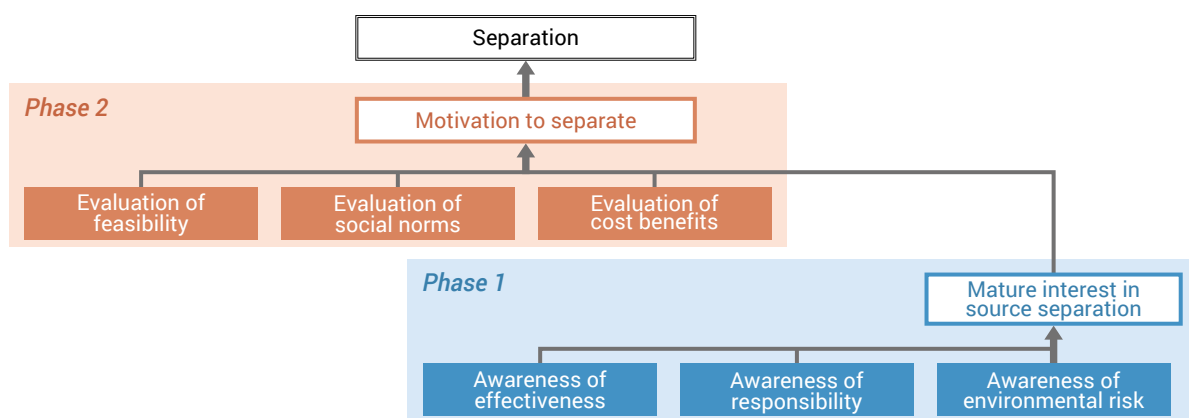 Separation
Phase 2
Motivation to separate
Evaluation of
feasibility
Evaluation of
social norms
Evaluation of
cost benefits
Phase 1
Mature interest in
source separation
Awareness of
effectiveness
Awareness of
responsibility
Awareness of
environmental risk